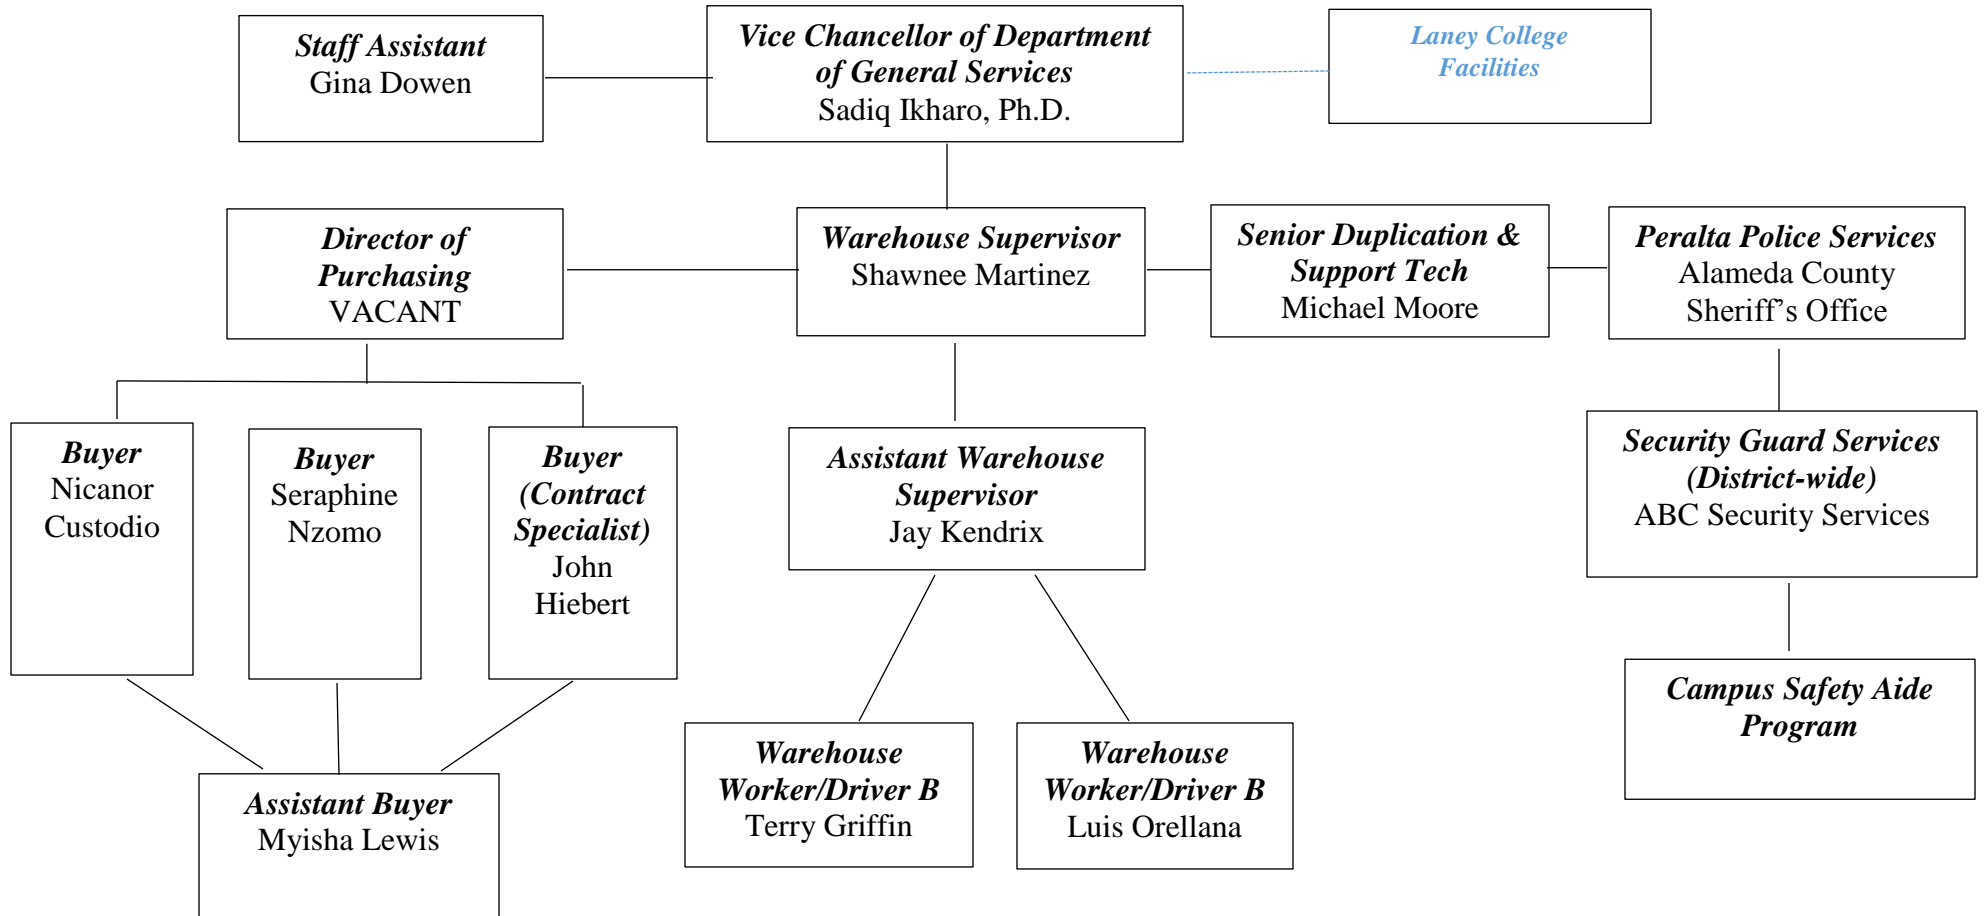 Staff Assistant
Gina Dowen
Vice Chancellor of Department
of General Services
Sadiq Ikharo, Ph.D.
Laney College
Facilities
Director of
Purchasing
VACANT
Warehouse Supervisor
Shawnee Martinez
Senior Duplication &
Support Tech
Michael Moore
Peralta Police Services
Alameda County
Sheriff’s Office
Buyer
Nicanor
Custodio
Buyer
Seraphine
Nzomo
Buyer
(Contract
Specialist)
John
Hiebert
Assistant Warehouse
Supervisor
Jay Kendrix
Security Guard Services
(District-wide)
ABC Security Services
Assistant Buyer
Myisha Lewis
Warehouse
Worker/Driver B
Terry Griffin
Warehouse
Worker/Driver B
Luis Orellana
Campus Safety Aide
Program